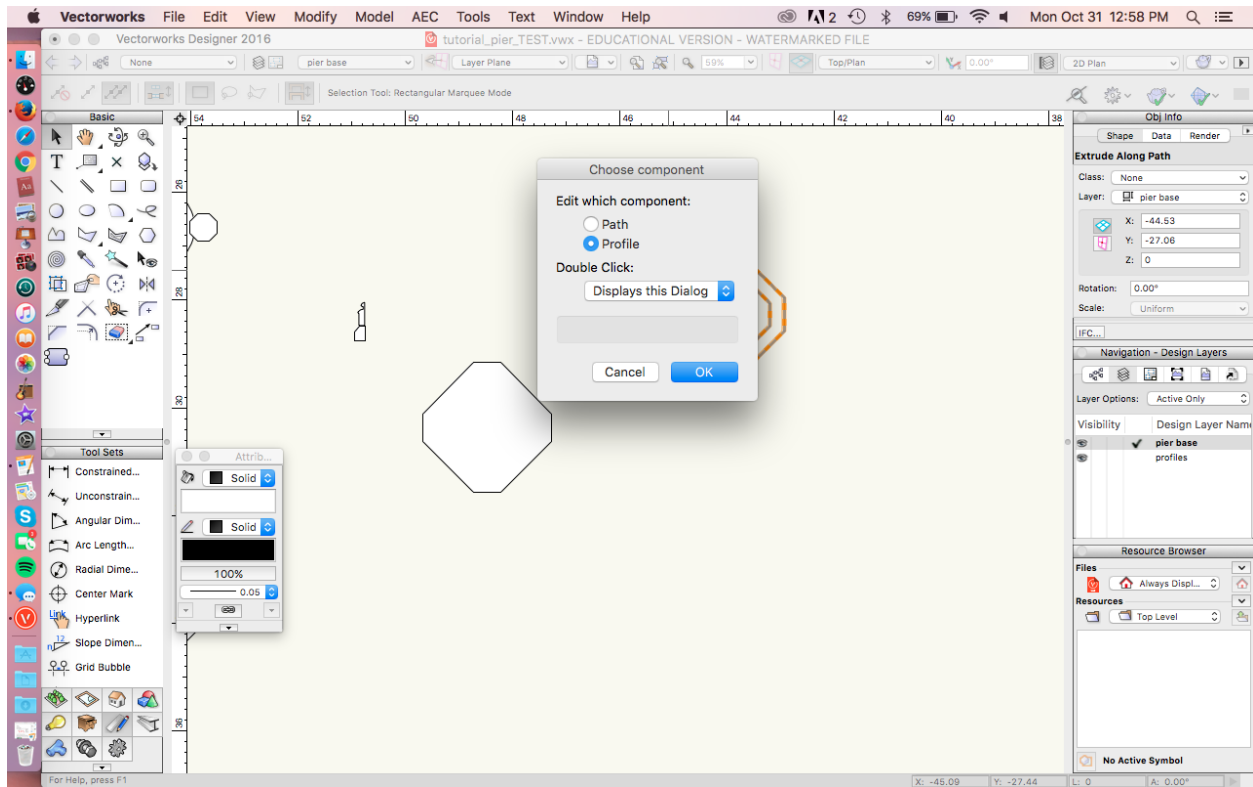 Vectorworks File Edit View Modify Model AEC Tools Text Window Help 2 69% Mon Oct 31 12:58 PM
Vectorworks Designer 2016 tutorial_pier_TEST.vwx - EDUCATIONAL VERSION - WATERMARKED FILE
None pier base Layer Plane 59% Top/Plan 0.00° 2D Plan
Selection Tool: Rectangular Marquee Mode
Basic
54 52 50 48 46 44 42 40 38
26
28
30
36
Choose component
Edit which component:
Path
Profile
Double Click:
Displays this Dialog
Cancel OK
Tool Sets
Constrained...
Unconstrain...
Angular Dim...
Arc Length...
Radial Dime...
Center Mark
Hyperlink
Slope Dimen...
Grid Bubble
Attrib...
Solid
Solid
100%
0.05
Obj Info
Shape Data Render
Extrude Along Path
Class: None
Layer: pier base
X: -44.53
Y: -27.06
Z: 0
Rotation: 0.00°
Scale: Uniform
IFC...
Navigation - Design Layers
Layer Options: Active Only
Visibility Design Layer Nam
pier base
profiles
Resource Browser
Files
Always Displ...
Resources
Top Level
No Active Symbol
For Help, press F1 X: -45.09 Y: -27.44 L: 0 A: 0.00°